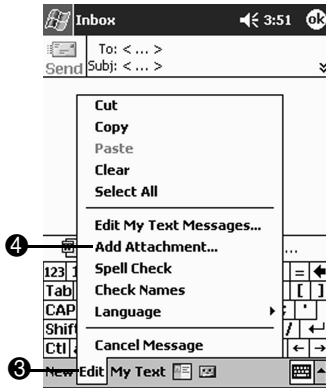 Inbox 3:51 ok
To: < ... >
Send Subj: < ... >
Cut
Copy
Paste
Clear
Select All
Edit My Text Messages...
4 Add Attachment... ...
123 Spell Check = 
Tab Check Names [ ]
CAP Language ; '
Shift /
Ctl Cancel Message
3 New Edit My Text